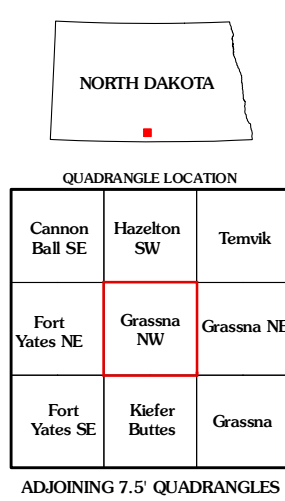 NORTH DAKOTA
QUADRANGLE LOCATION
Cannon
Ball SE
Hazelton
SW
Temvik
Fort
Yates NE
Grassna
NW
Grassna NE
Fort
Yates SE
Kiefer
Buttes
Grassna
ADJOINING 7.5' QUADRANGLES